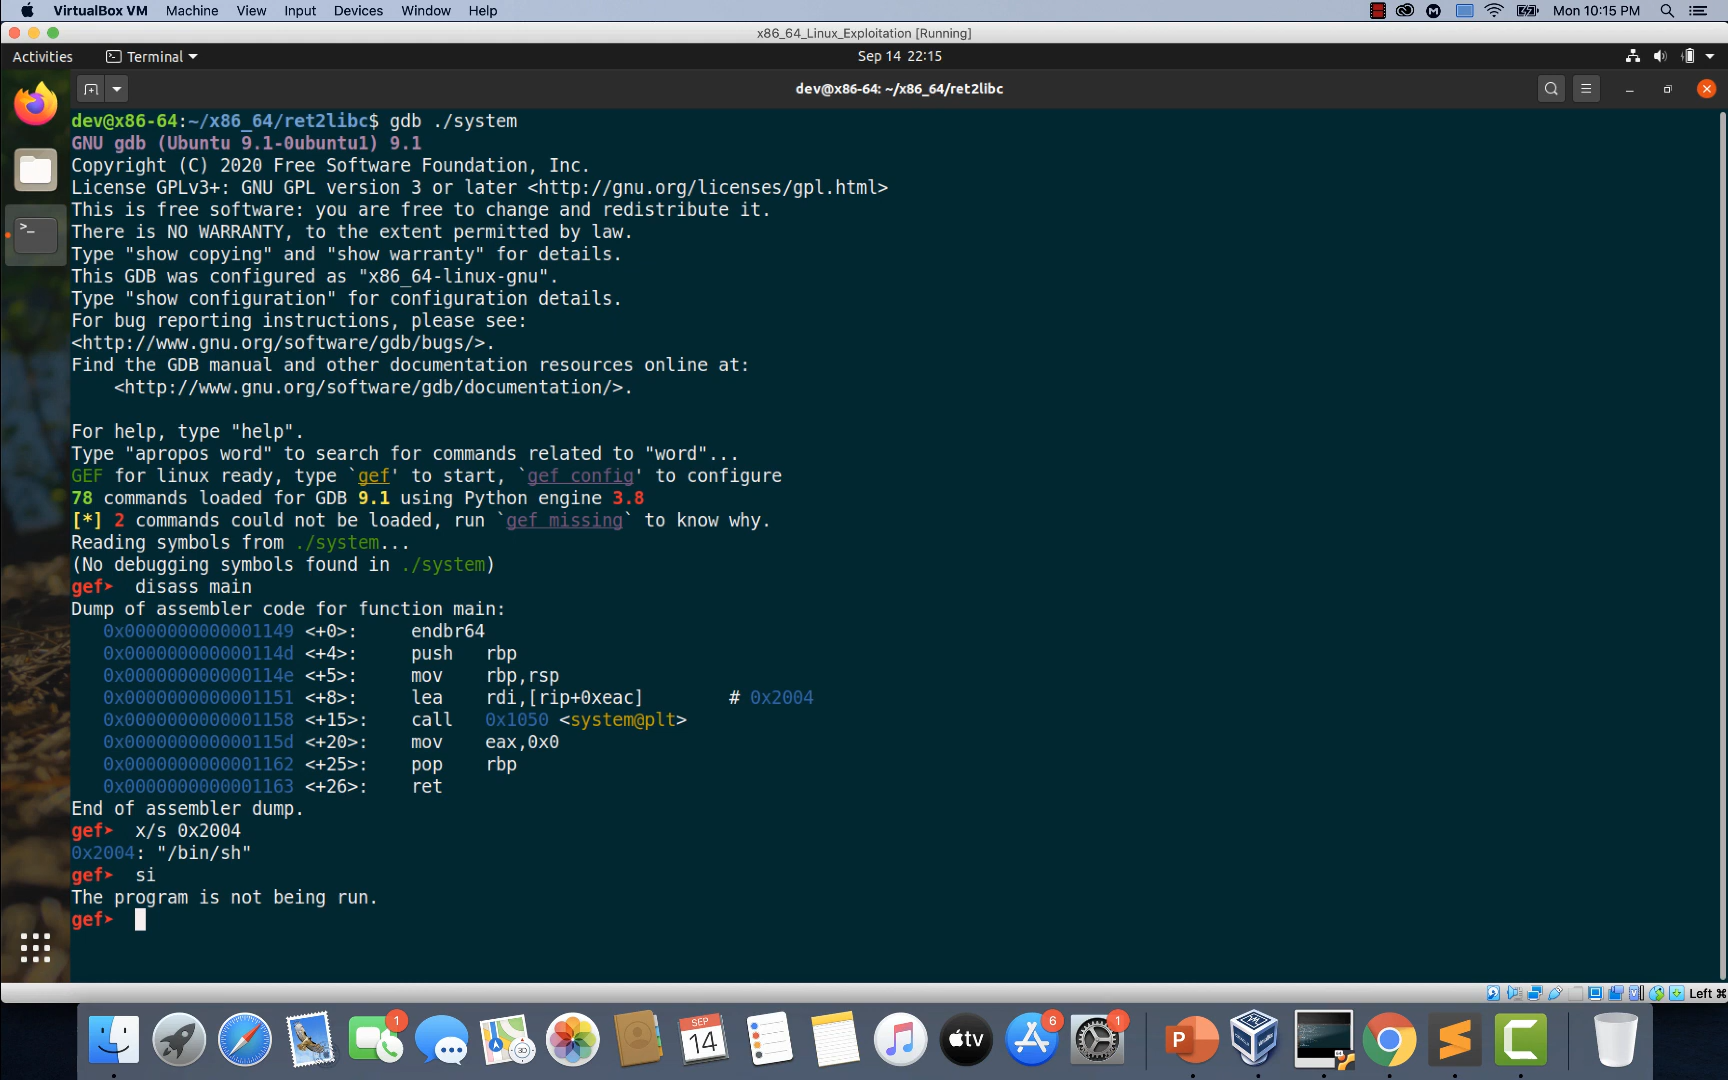 VirtualBox VM Machine View Input Devices Window Help Mon 10:15 PM
x86_64_Linux_Exploitation [Running]
Activities Terminal Sep 14 22:15
dev@x86-64: ~/x86_64/ret2libc
dev@x86-64:~/x86_64/ret2libc$ gdb ./system
GNU gdb (Ubuntu 9.1-0ubuntu1) 9.1
Copyright (C) 2020 Free Software Foundation, Inc.
License GPLv3+: GNU GPL version 3 or later <http://gnu.org/licenses/gpl.html>
This is free software: you are free to change and redistribute it.
There is NO WARRANTY, to the extent permitted by law.
Type "show copying" and "show warranty" for details.
This GDB was configured as "x86_64-linux-gnu".
Type "show configuration" for configuration details.
For bug reporting instructions, please see:
<http://www.gnu.org/software/gdb/bugs/>.
Find the GDB manual and other documentation resources online at:
    <http://www.gnu.org/software/gdb/documentation/>.
For help, type "help".
Type "apropos word" to search for commands related to "word"...
GEF for linux ready, type `gef' to start, `gef config' to configure
78 commands loaded for GDB 9.1 using Python engine 3.8
[*] 2 commands could not be loaded, run `gef missing` to know why.
Reading symbols from ./system...
(No debugging symbols found in ./system)
gef➤  disass main
Dump of assembler code for function main:
   0x0000000000001149 <+0>:     endbr64
   0x000000000000114d <+4>:     push   rbp
   0x000000000000114e <+5>:     mov    rbp,rsp
   0x0000000000001151 <+8>:     lea    rdi,[rip+0xeac]        # 0x2004
   0x0000000000001158 <+15>:    call   0x1050 <system@plt>
   0x000000000000115d <+20>:    mov    eax,0x0
   0x0000000000001162 <+25>:    pop    rbp
   0x0000000000001163 <+26>:    ret
End of assembler dump.
gef➤  x/s 0x2004
0x2004: "/bin/sh"
gef➤  si
The program is not being run.
gef➤
Left ⌘
1
SEP
14
3D
tv
6
1
P